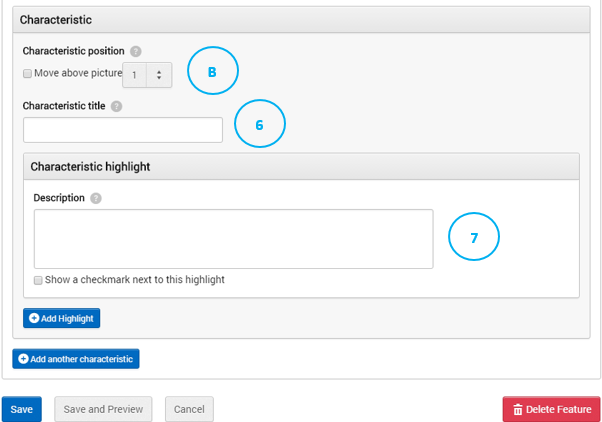 Characteristic
Characteristic position ?
Move above picture 1 B
Characteristic title ?
6
Characteristic highlight
Description ?
7
Show a checkmark next to this highlight
Add Highlight
Add another characteristic
Save Save and Preview Cancel Delete Feature